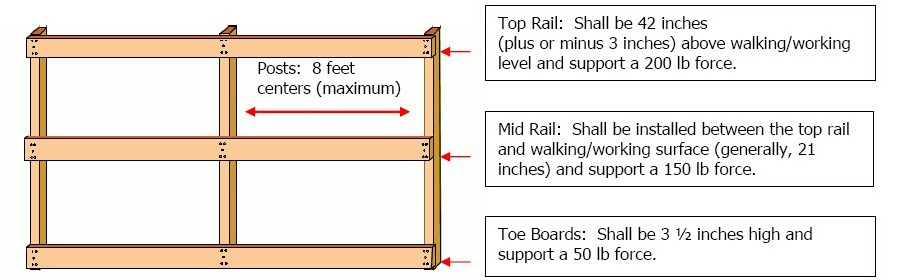 Top Rail:  Shall be 42 inches
(plus or minus 3 inches) above walking/working
level and support a 200 lb force.
Posts:  8 feet
centers (maximum)
Mid Rail:  Shall be installed between the top rail
and walking/working surface (generally, 21
inches) and support a 150 lb force.
Toe Boards:  Shall be 3 ½ inches high and
support a 50 lb force.